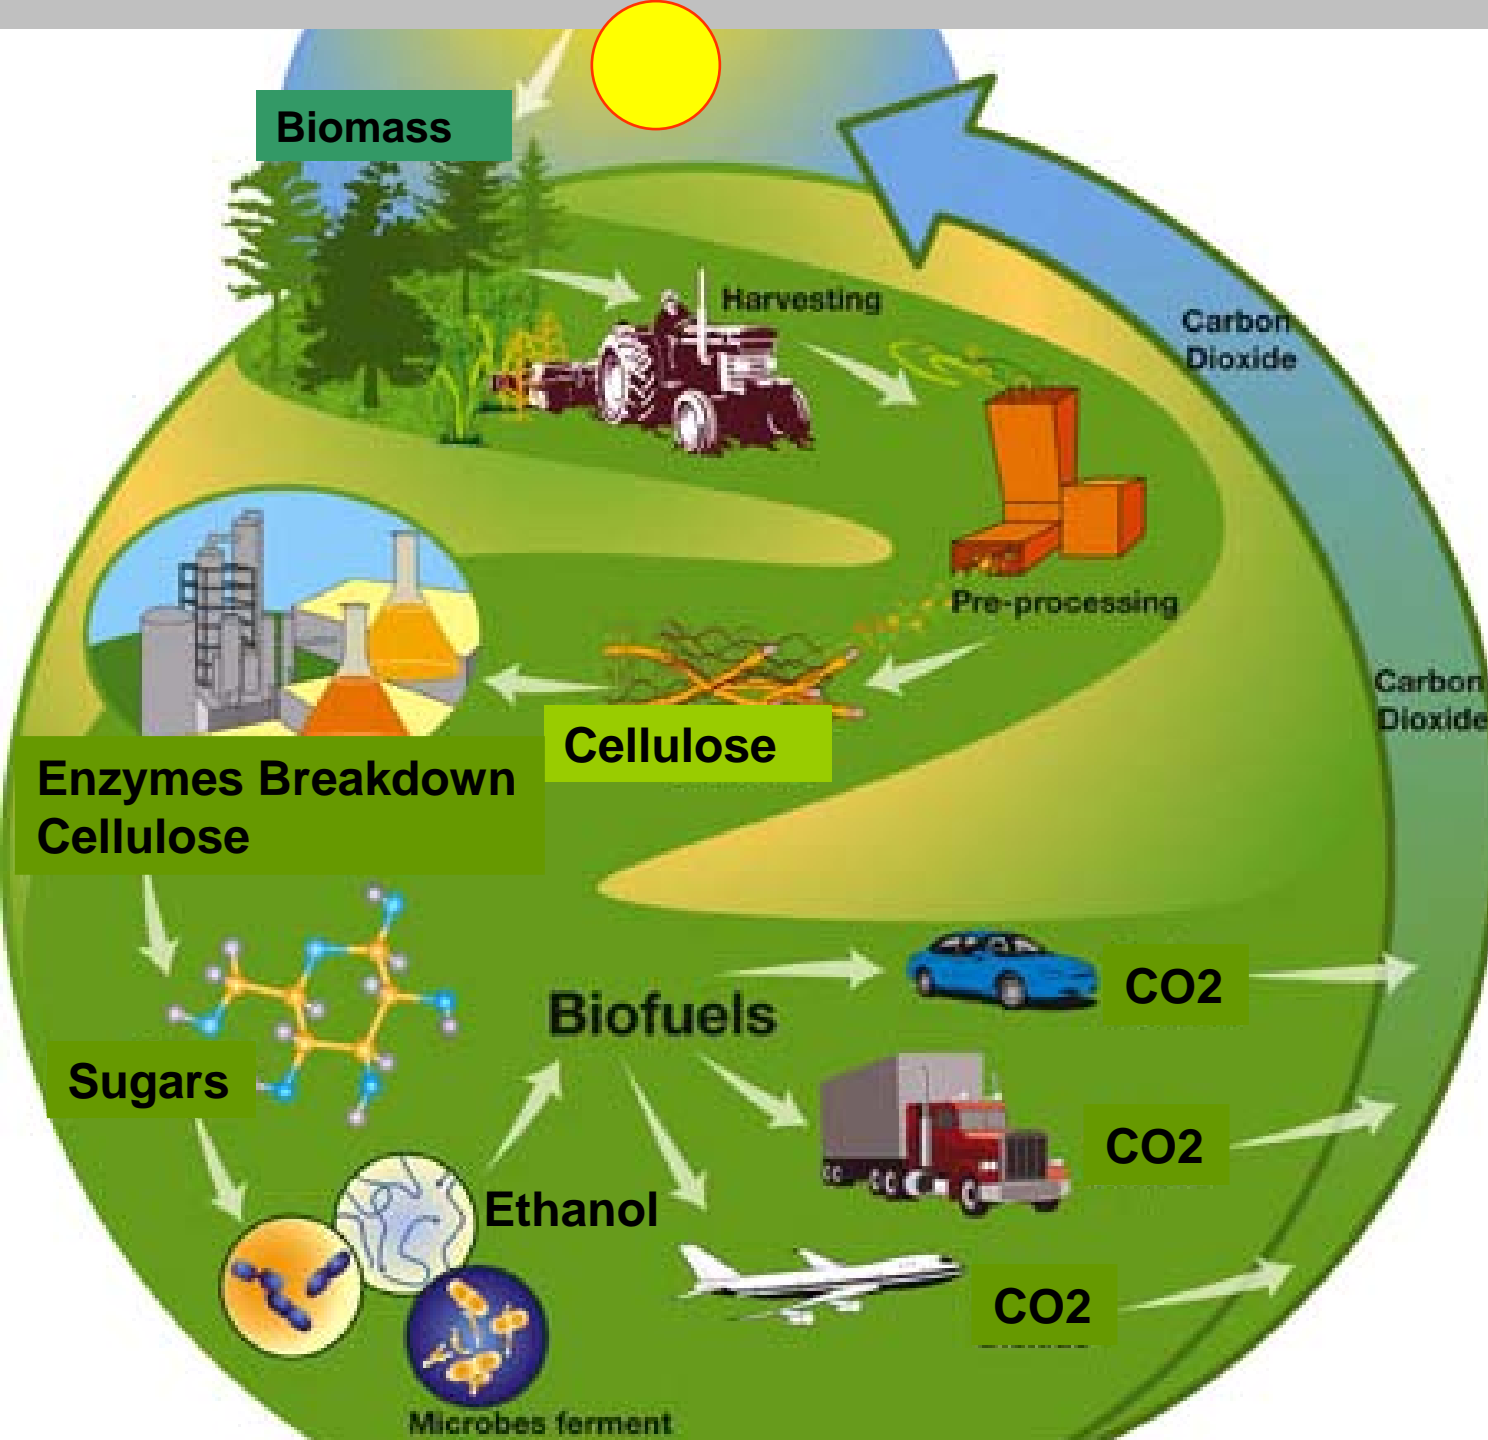 Biomass
Harvesting
Carbon
Dioxide
Pre-processing
Carbon
Dioxide
Cellulose
Enzymes Breakdown
Cellulose
CO2
Biofuels
Sugars
CO2
Ethanol
CO2
Microbes ferment